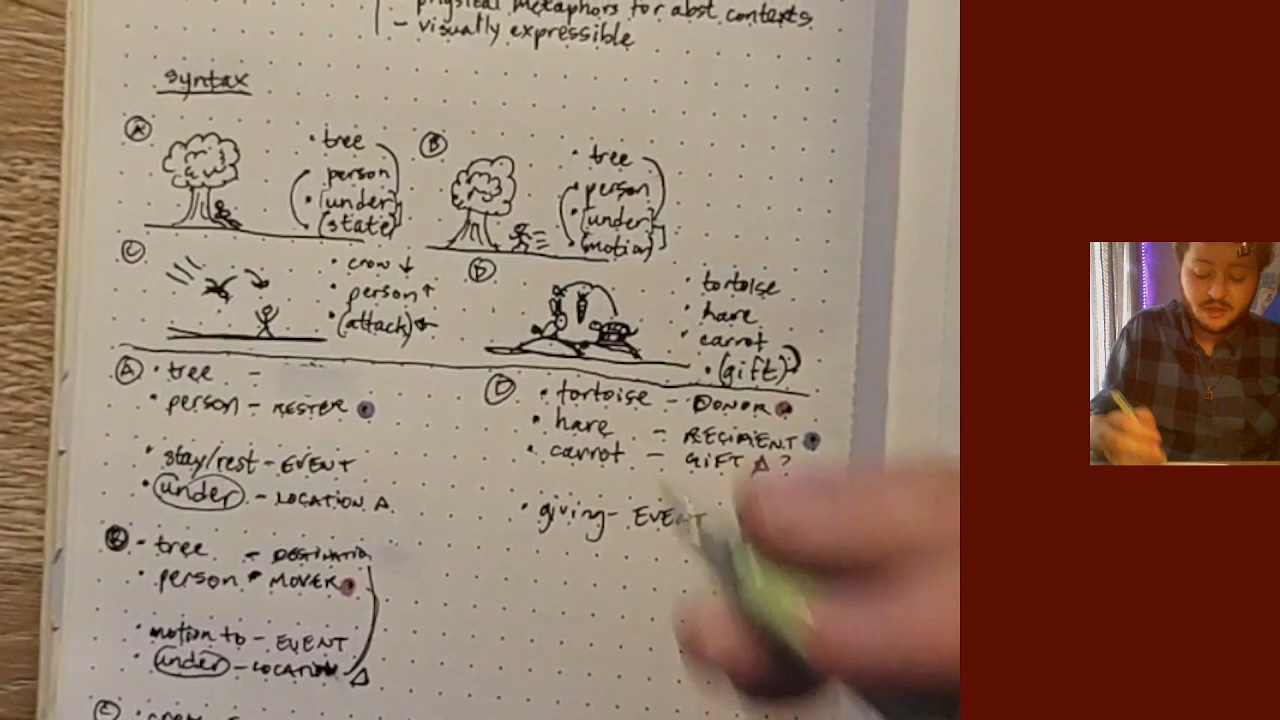 physical metaphors for abst contexts
- visually expressible
syntax
A
• tree
person
• (under)
(state)
B
• tree
• person
• (under)
• (motion)
C
• crow ↓
• person ↑
• (attack)
D
• tortoise
• hare
• carrot
• (gift)
A • tree -
• person - RESTER
• stay/rest - EVENT
• under - LOCATION Δ
B - tree - DESTINATIO
• person - MOVER
• motion to - EVENT
• under - LOCATION Δ
C • crow
D • tortoise - DONOR
• hare - RECIPIENT
• carrot - GIFT Δ ?
• giving - EVENT